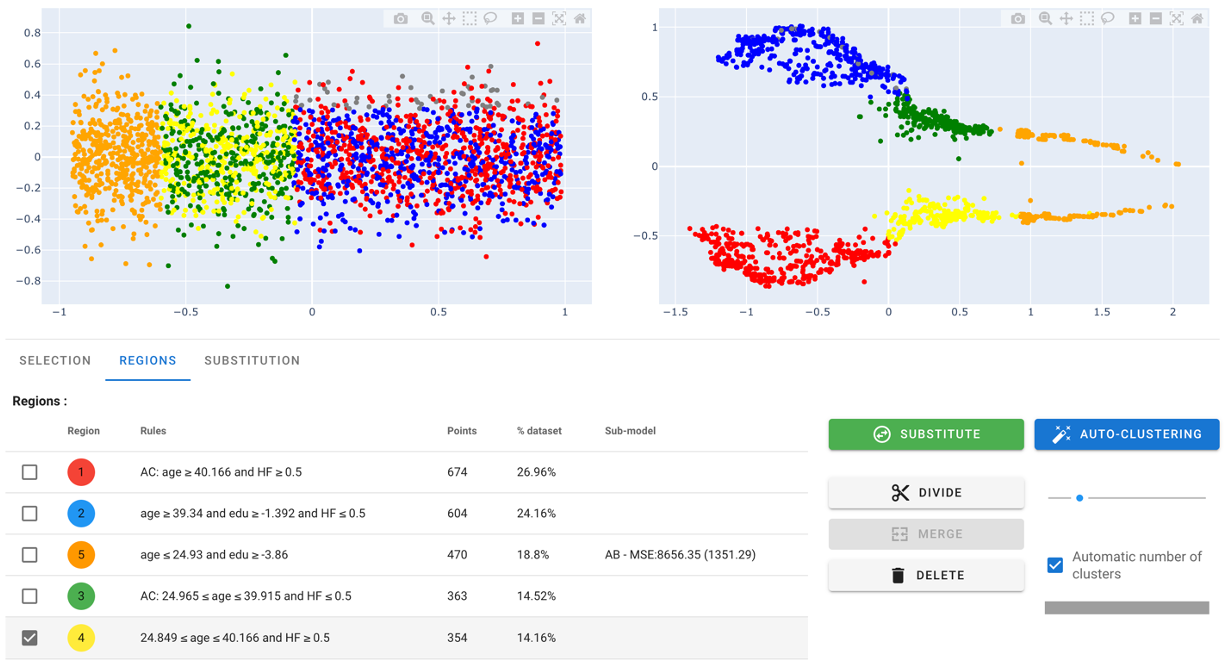 0.8
0.6
0.4
0.2
0
−0.2
−0.4
−0.6
−0.8
−1
−0.5
0
0.5
1
1
0.5
0
−0.5
−1.5
−1
−0.5
0
0.5
1
1.5
2
SELECTION REGIONS SUBSTITUTION
Regions :
Region Rules Points % dataset Sub-model
1 AC: age ≥ 40.166 and HF ≥ 0.5 674 26.96%
2 age ≥ 39.34 and edu ≥ -1.392 and HF ≤ 0.5 604 24.16%
5 age ≤ 24.93 and edu ≥ -3.86 470 18.8% AB - MSE:8656.35 (1351.29)
3 AC: 24.965 ≤ age ≤ 39.915 and HF ≤ 0.5 363 14.52%
4 24.849 ≤ age ≤ 40.166 and HF ≥ 0.5 354 14.16%
SUBSTITUTE
AUTO-CLUSTERING
DIVIDE
MERGE
DELETE
Automatic number of
clusters